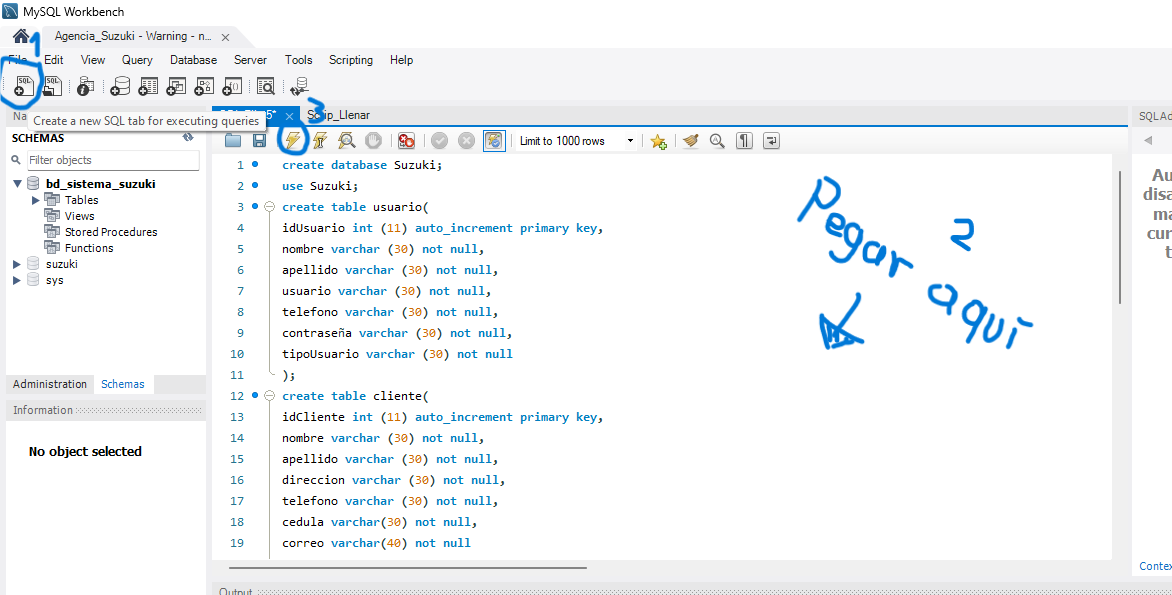 MySQL Workbench
Agencia_Suzuki - Warning - n...
1
File Edit View Query Database Server Tools Scripting Help
SQL SQL
3
5* Scrip_Llenar
Na
SQLAc
Create a new SQL tab for executing queries
SCHEMAS
Limit to 1000 rows
Filter objects
bd_sistema_suzuki
Tables
Views
Stored Procedures
Functions
suzuki
sys
Administration Schemas
Information
No object selected
1 create database Suzuki;
2 use Suzuki;
3 create table usuario(
4 idUsuario int (11) auto_increment primary key,
5 nombre varchar (30) not null,
6 apellido varchar (30) not null,
7 usuario varchar (30) not null,
8 telefono varchar (30) not null,
9 contraseña varchar (30) not null,
10 tipoUsuario varchar (30) not null
11 );
12 create table cliente(
13 idCliente int (11) auto_increment primary key,
14 nombre varchar (30) not null,
15 apellido varchar (30) not null,
16 direccion varchar (30) not null,
17 telefono varchar (30) not null,
18 cedula varchar(30) not null,
19 correo varchar(40) not null
2
Pegar aquí
Au
disa
ma
cur
t
Contex
Output